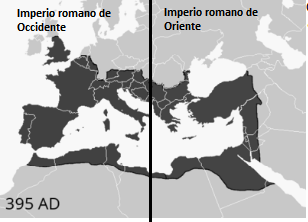 Imperio romano de
Occidente
Imperio romano de
Oriente
395 AD